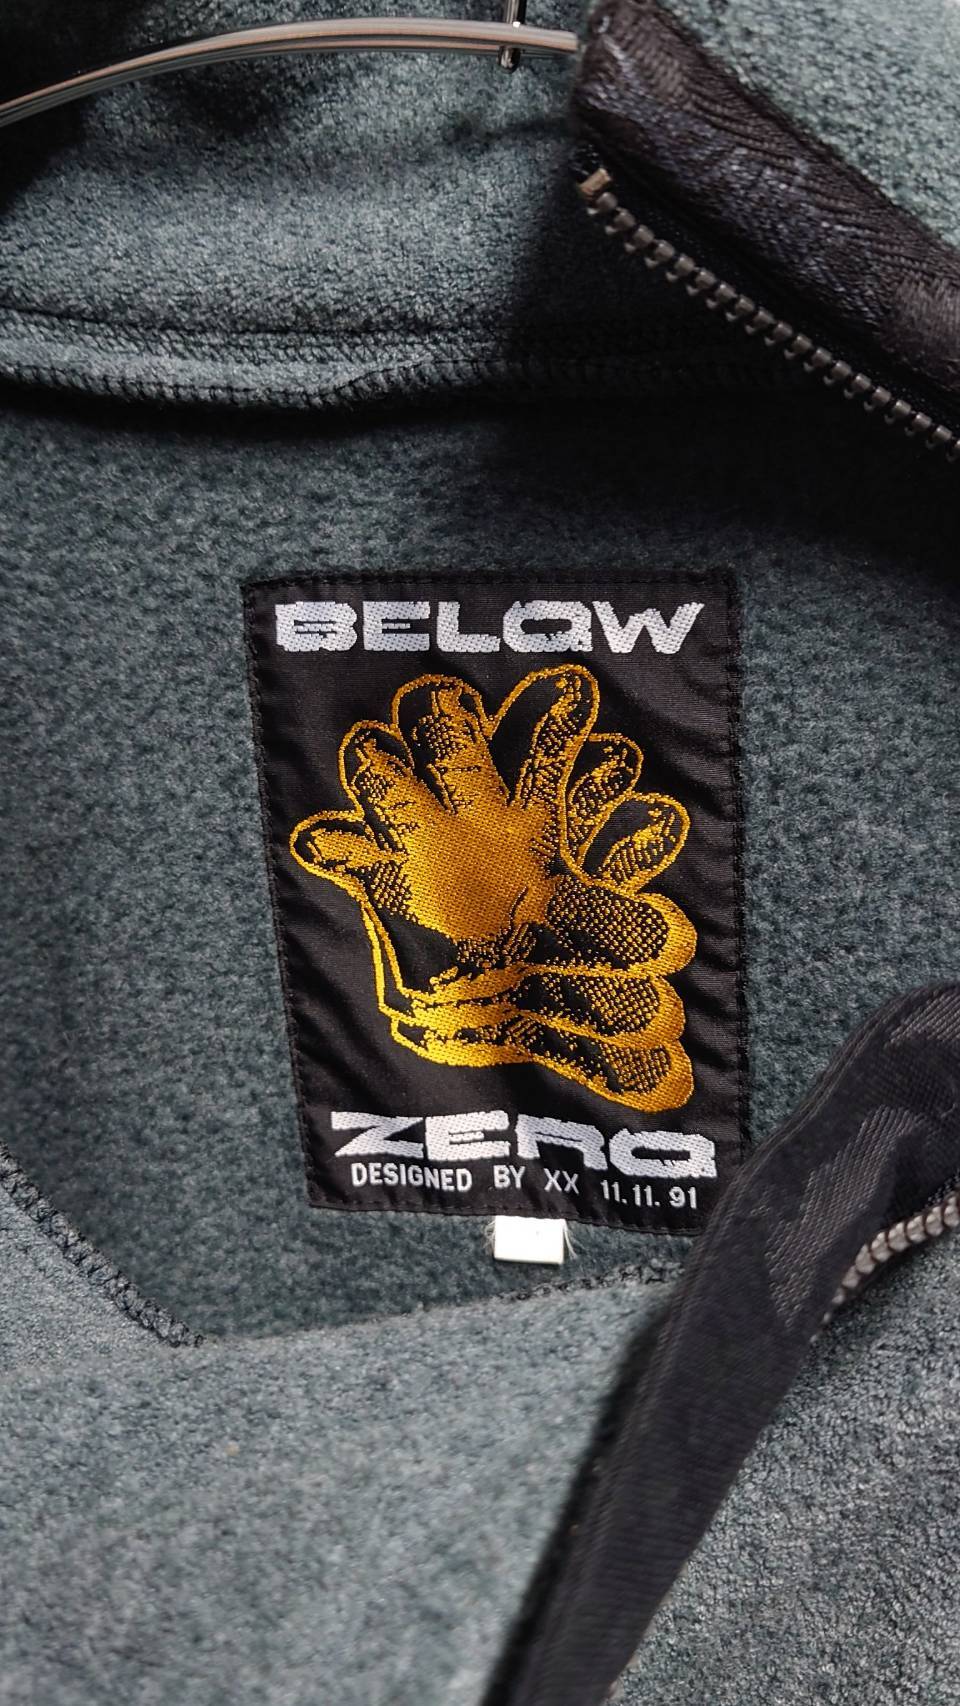 BELOW
ZERO
DESIGNED BY XX 11.11.91